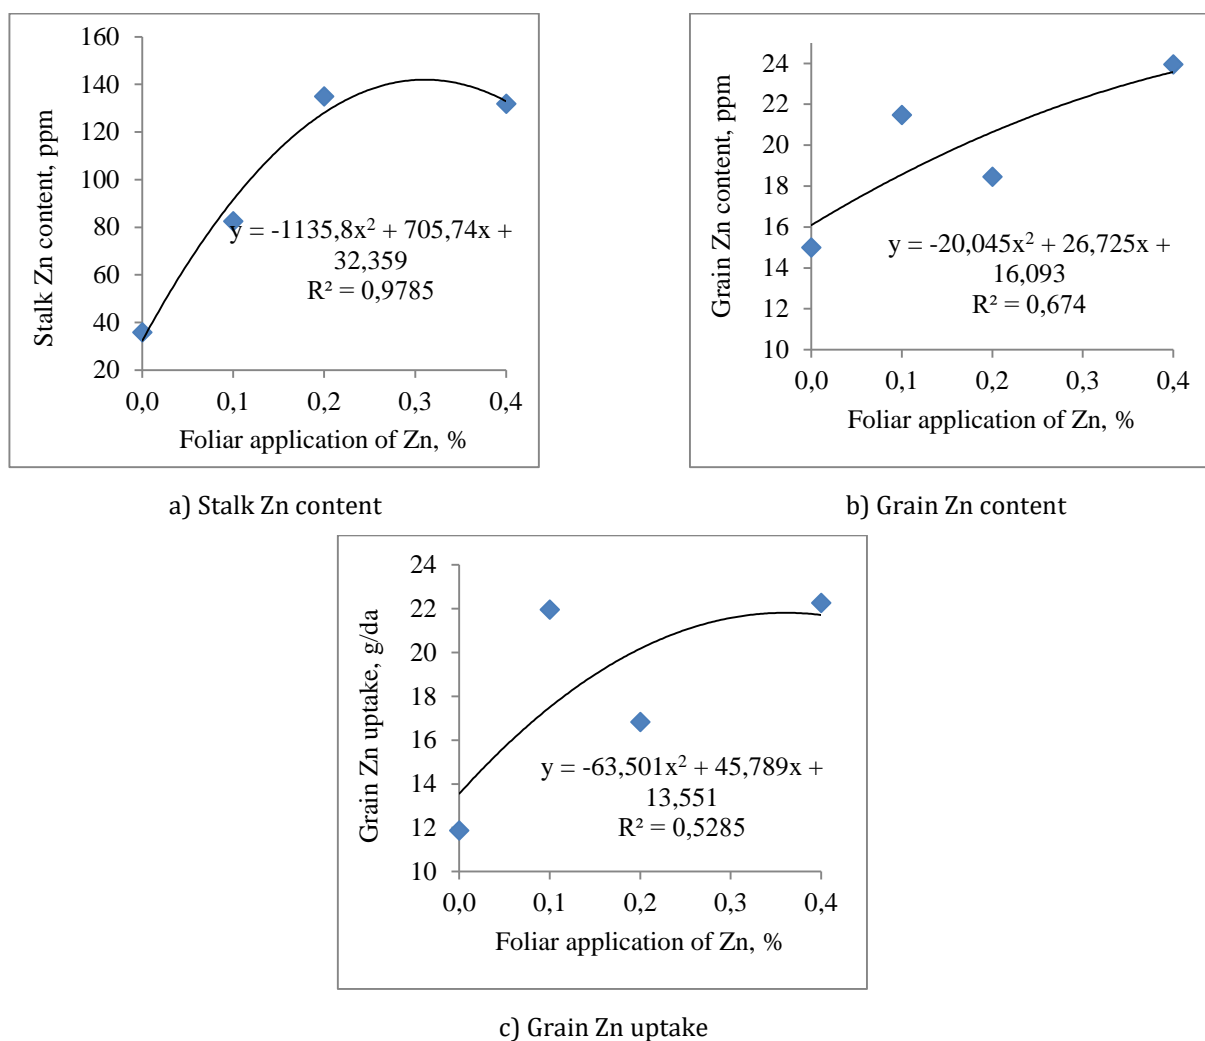 160
140
120
100
80
60
40
20
Stalk Zn content, ppm
y = -1135,8x² + 705,74x +
32,359
R² = 0,9785
0,0 0,1 0,2 0,3 0,4
Foliar application of Zn, %
a) Stalk Zn content
24
22
20
18
16
14
12
10
Grain Zn content, ppm
y = -20,045x² + 26,725x +
16,093
R² = 0,674
0,0 0,1 0,2 0,3 0,4
Foliar application of Zn, %
b) Grain Zn content
24
22
20
18
16
14
12
10
Grain Zn uptake, g/da
y = -63,501x² + 45,789x +
13,551
R² = 0,5285
0,0 0,1 0,2 0,3 0,4
Foliar application of Zn, %
c) Grain Zn uptake